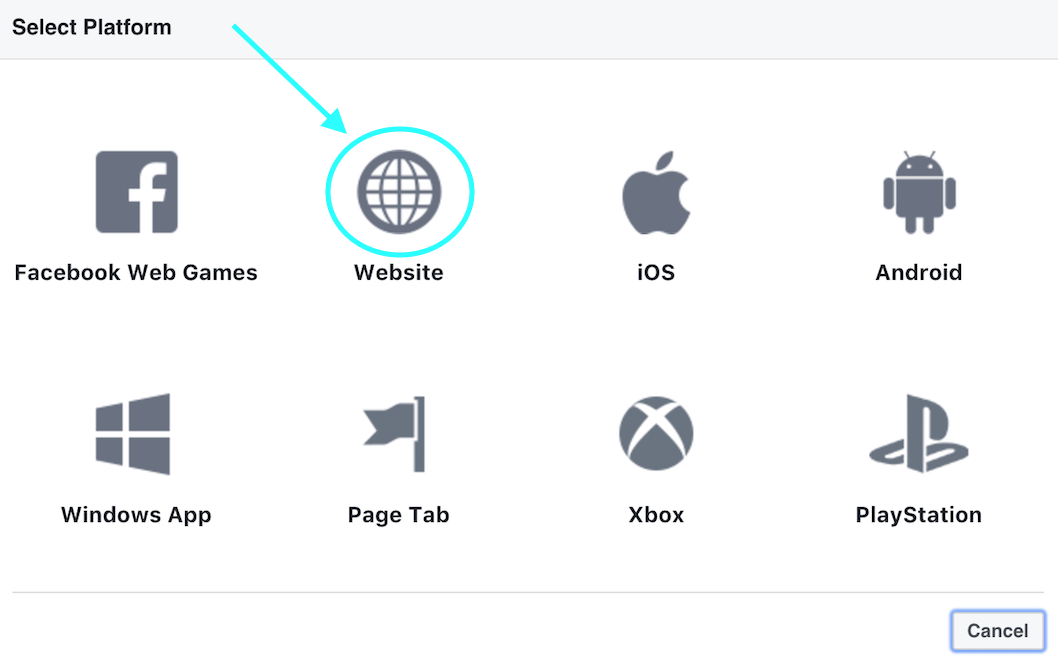 Select Platform
Facebook Web Games
Website
iOS
Android
Windows App
Page Tab
Xbox
PlayStation
Cancel